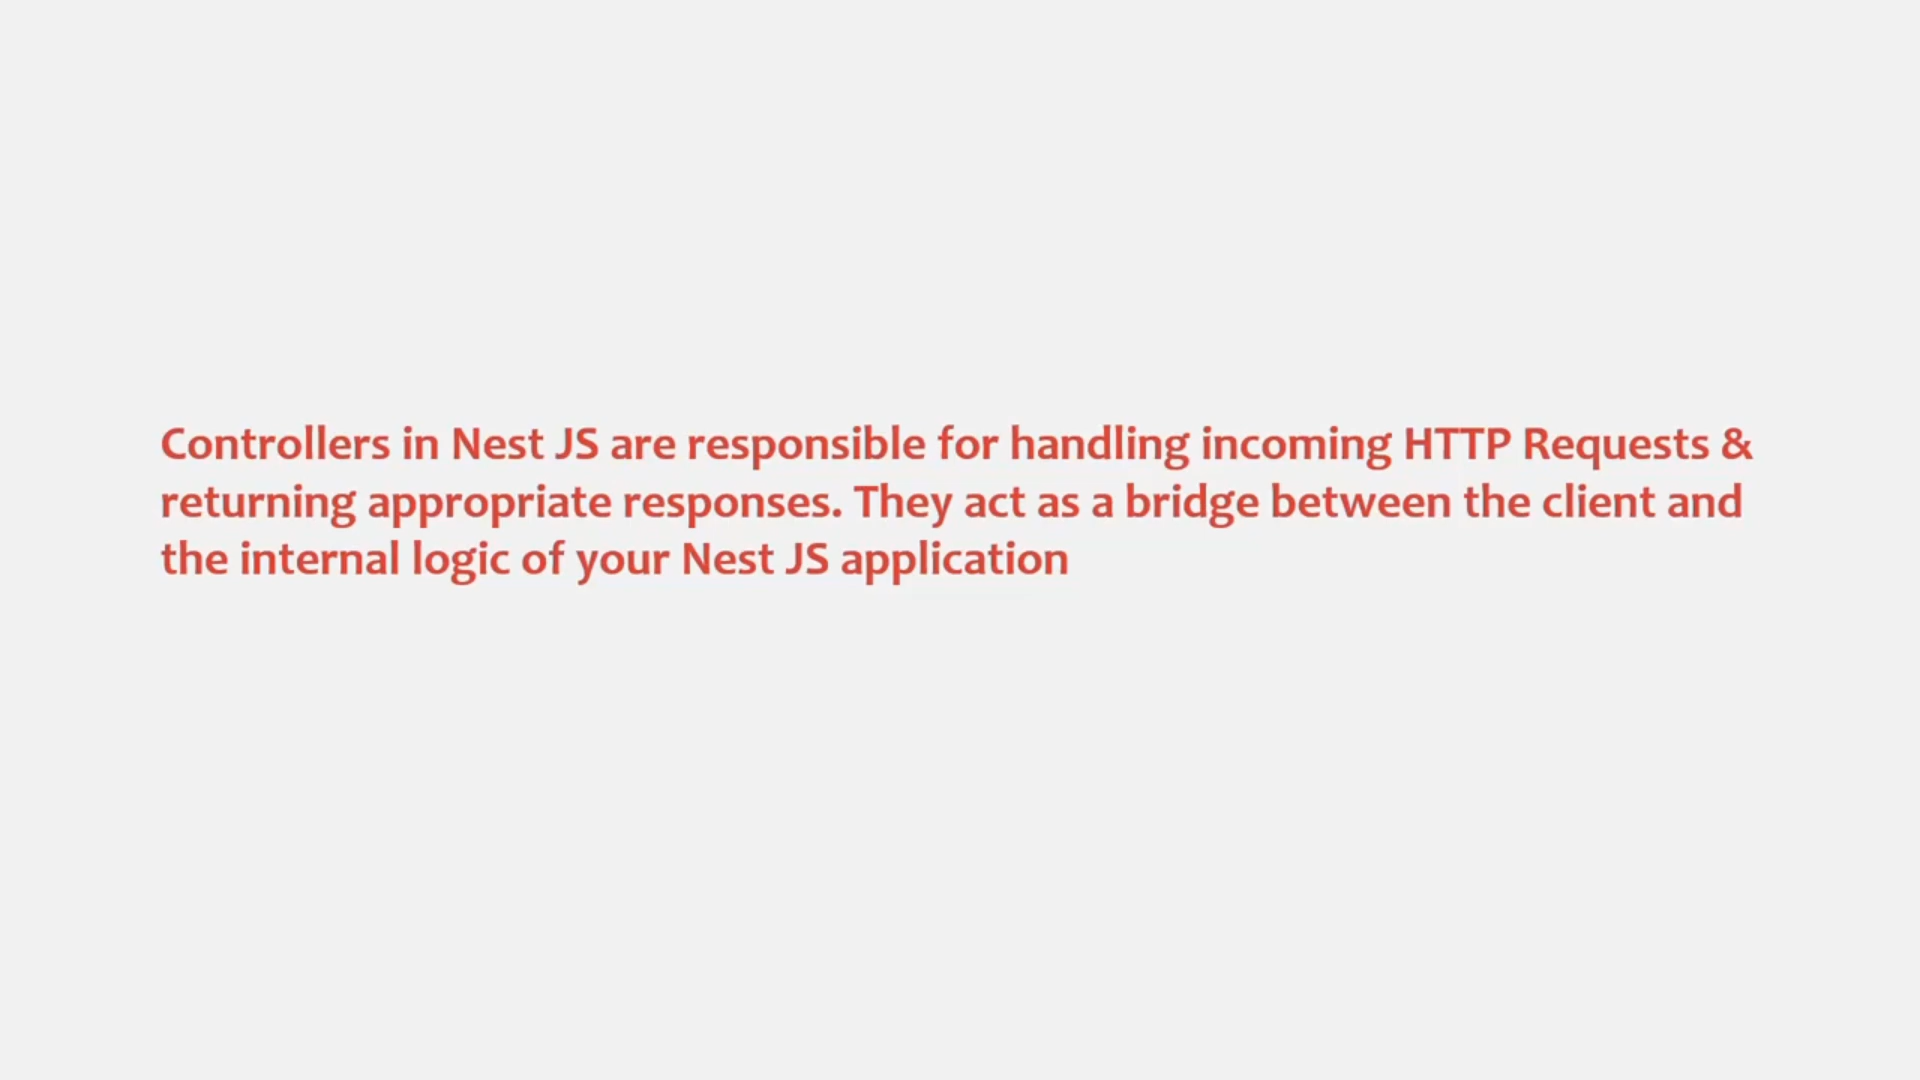 Controllers in Nest JS are responsible for handling incoming HTTP Requests &
returning appropriate responses. They act as a bridge between the client and
the internal logic of your Nest JS application